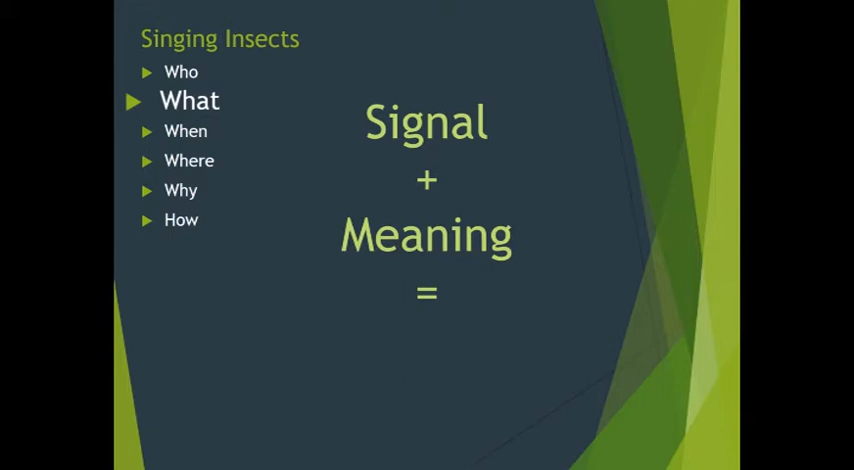 Singing Insects
Who
What
When
Where
Why
How
Signal
+
Meaning
=